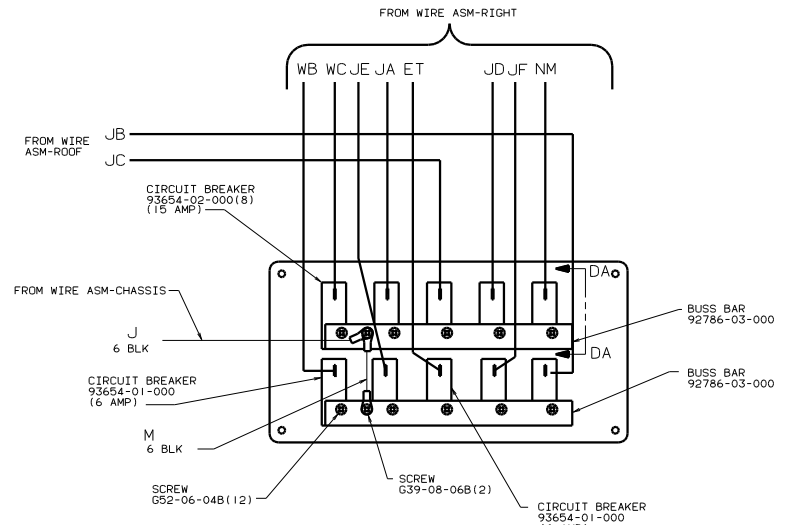 FROM WIRE ASM-RIGHT
WB WC JE JA ET JD JF NM
FROM WIRE
ASM-ROOF
JB
JC
CIRCUIT BREAKER
93654-02-000(8)
(15 AMP)
DA
FROM WIRE ASM-CHASSIS
J
6 BLK
BUSS BAR
92786-03-000
DA
CIRCUIT BREAKER
93654-01-000
(6 AMP)
BUSS BAR
92786-03-000
M
6 BLK
SCREW
G52-06-04B(12)
SCREW
G39-08-06B(2)
CIRCUIT BREAKER
93654-01-000